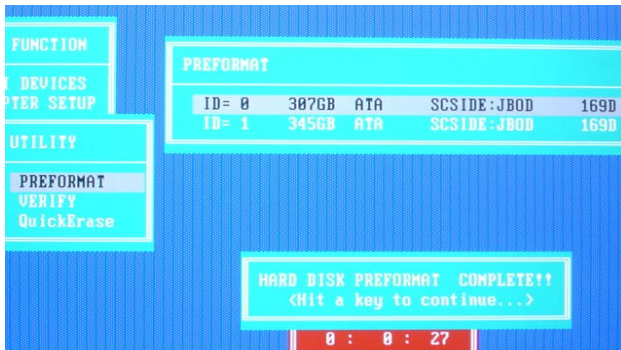 FUNCTION
I DEVICES
PTER SETUP
UTILITY
PREFORMAT
VERIFY
QuickErase
PREFORMAT
ID= 0 307GB ATA SCSIDE:JBOD 169D
ID= 1 345GB ATA SCSIDE:JBOD 169D
HARD DISK PREFORMAT COMPLETE!!
<Hit a key to continue...>
0 : 0 : 27